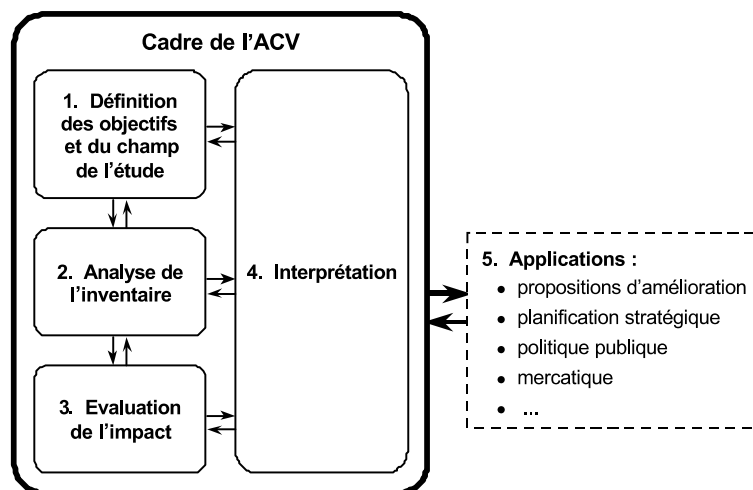 Cadre de l'ACV
1. Définition
des objectifs
et du champ
de l'étude
2. Analyse de
l'inventaire
3. Evaluation
de l'impact
4. Interprétation
5. Applications :
• propositions d'amélioration
• planification stratégique
• politique publique
• mercatique
• ...